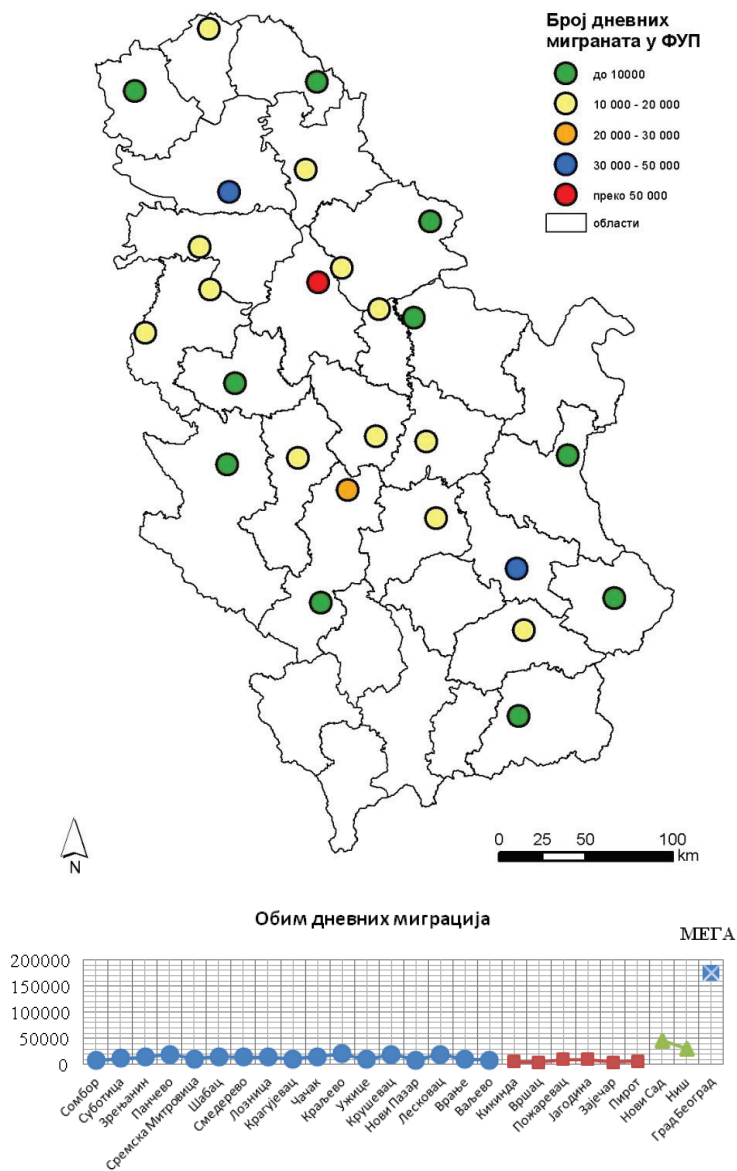 Број дневних
миграната у ФУП
до 10000
10 000 - 20 000
20 000 - 30 000
30 000 - 50 000
преко 50 000
области
N
0 25 50 100
km
Обим дневних миграција
МЕГА
200000
150000
100000
50000
0
Сомбор
Суботица
Зрењанин
Панчево
Сремска Митровица
Шабац
Смедерево
Лозница
Крагујевац
Чачак
Краљево
Ужице
Крушевац
Нови Пазар
Лесковац
Врање
Ваљево
Кикинда
Вршац
Пожаревац
Јагодина
Зајечар
Пирот
Нови Сад
Ниш
Град Београд